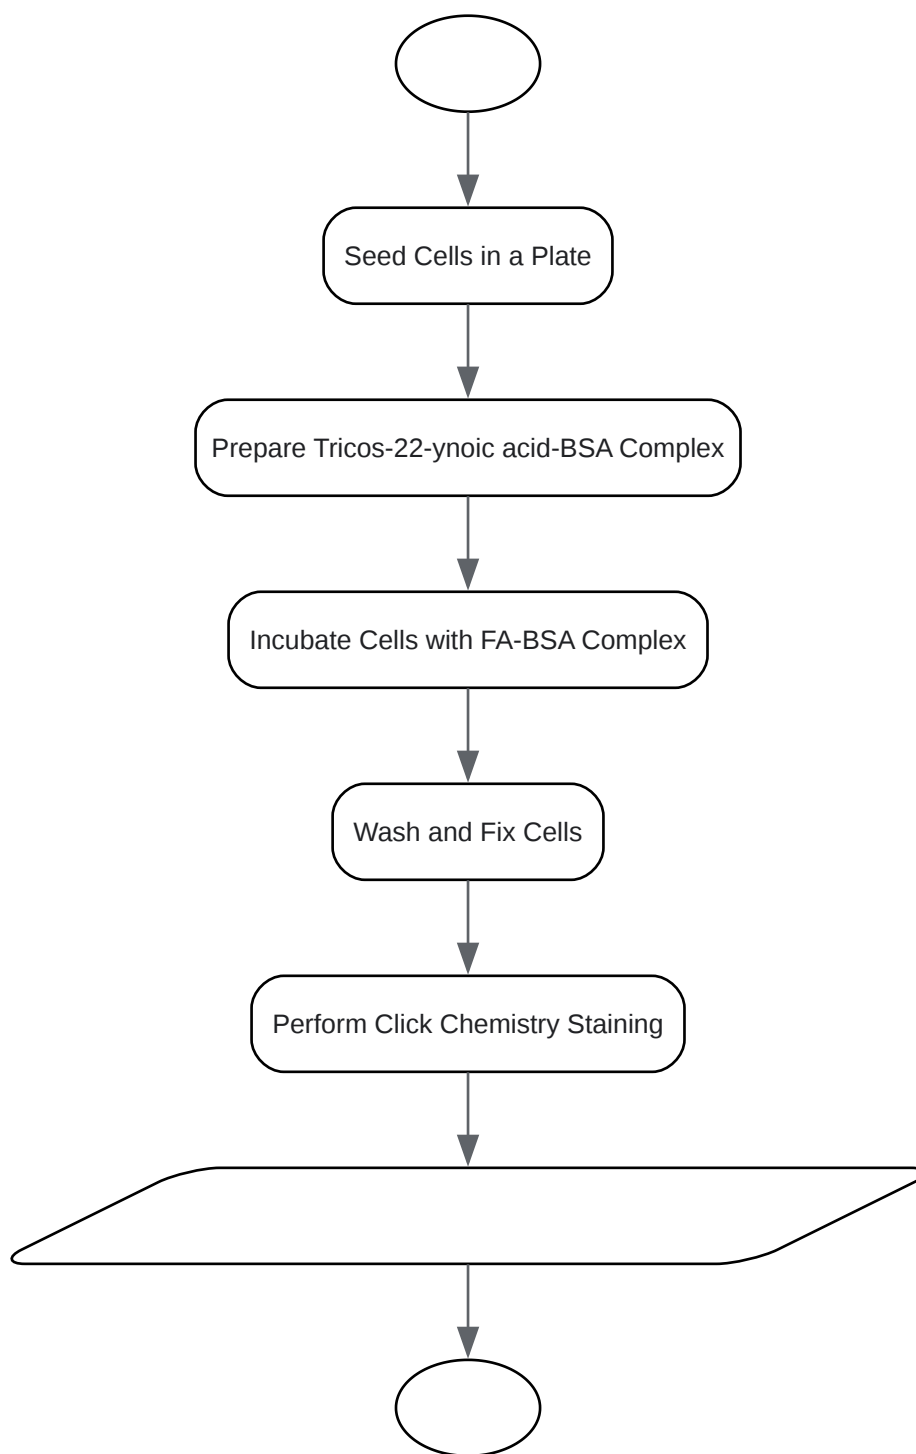 Seed Cells in a Plate
Prepare Tricos-22-ynoic acid-BSA Complex
Incubate Cells with FA-BSA Complex
Wash and Fix Cells
Perform Click Chemistry Staining